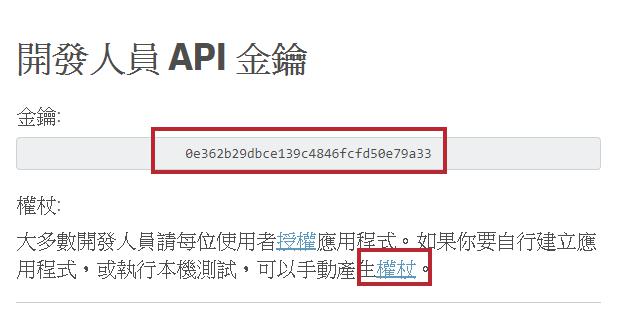 開發人員 API 金鑰
金鑰:
0e362b29dbce139c4846fcfd50e79a33
權杖:
大多數開發人員請每位使用者授權應用程式。如果你要自行建立應
用程式，或執行本機測試，可以手動產生權杖。